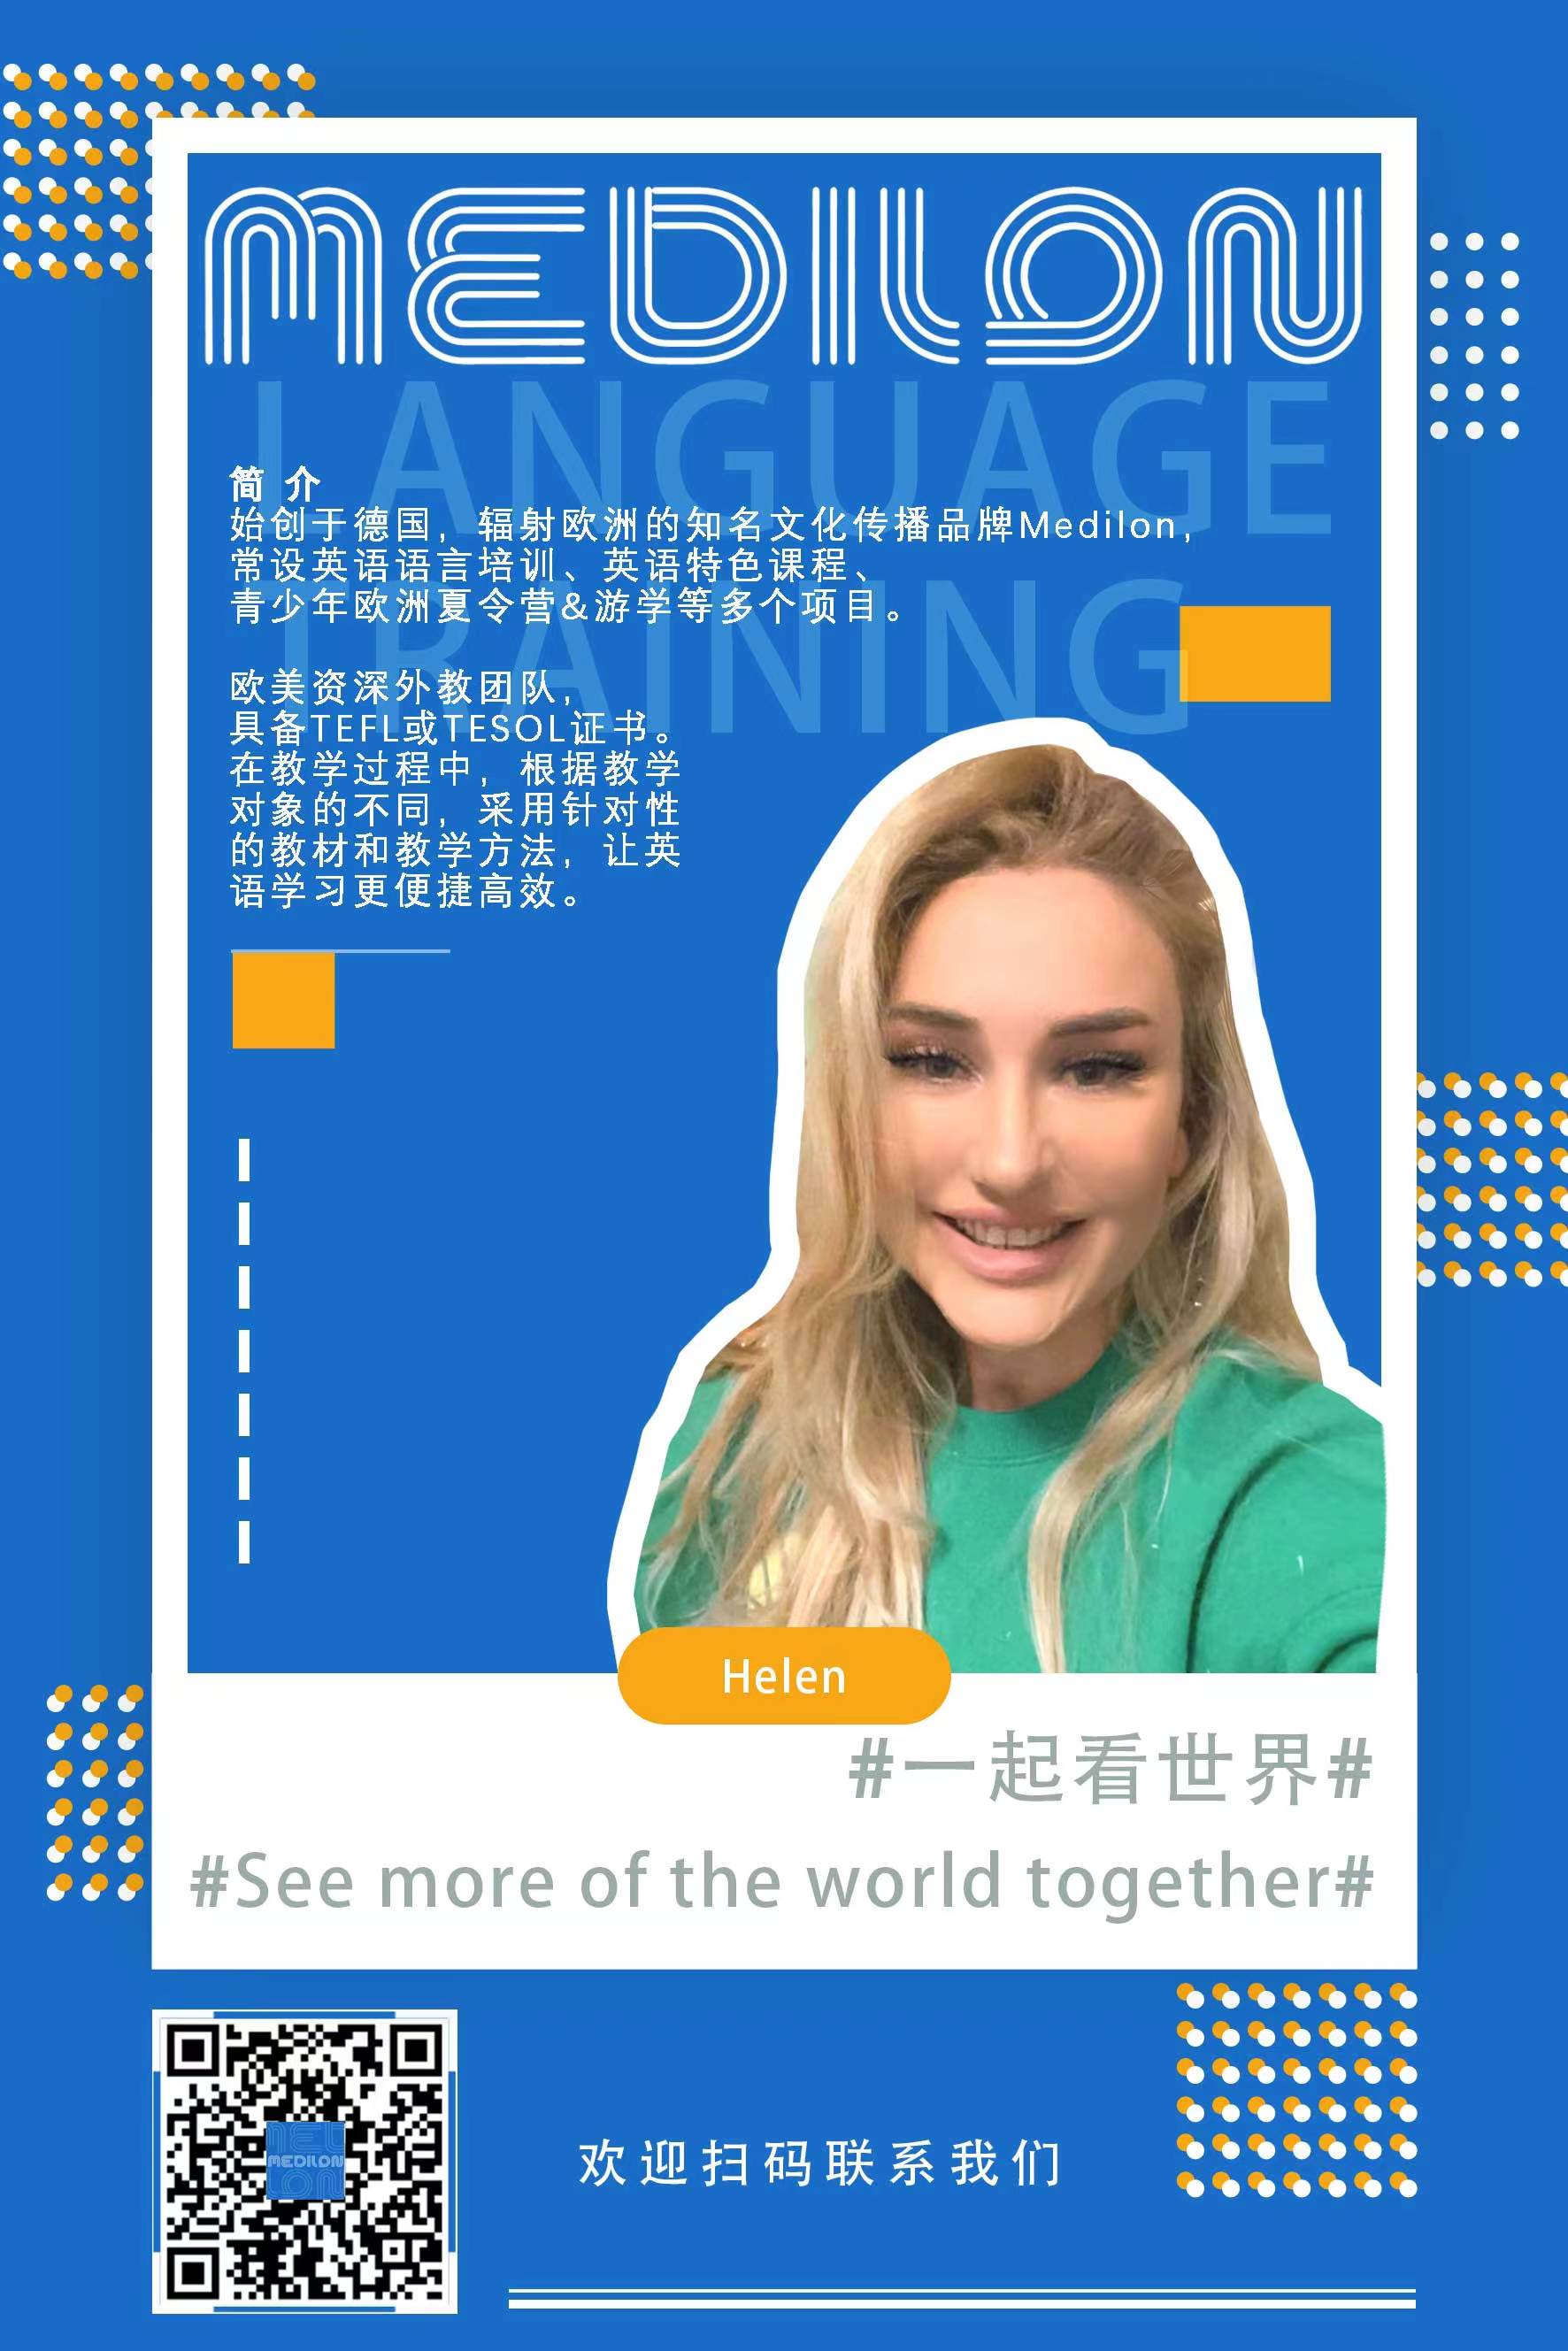 MEDILON
LANGUAGE
TRAINING
简 介
始创于德国，辐射欧洲的知名文化传播品牌Medilon，
常设英语语言培训、英语特色课程、
青少年欧洲夏令营&游学等多个项目。
欧美资深外教团队，
具备TEFL或TESOL证书。
在教学过程中，根据教学
对象的不同，采用针对性
的教材和教学方法，让英
语学习更便捷高效。
Helen
#一起看世界#
#See more of the world together#
MEDILON
欢迎扫码联系我们